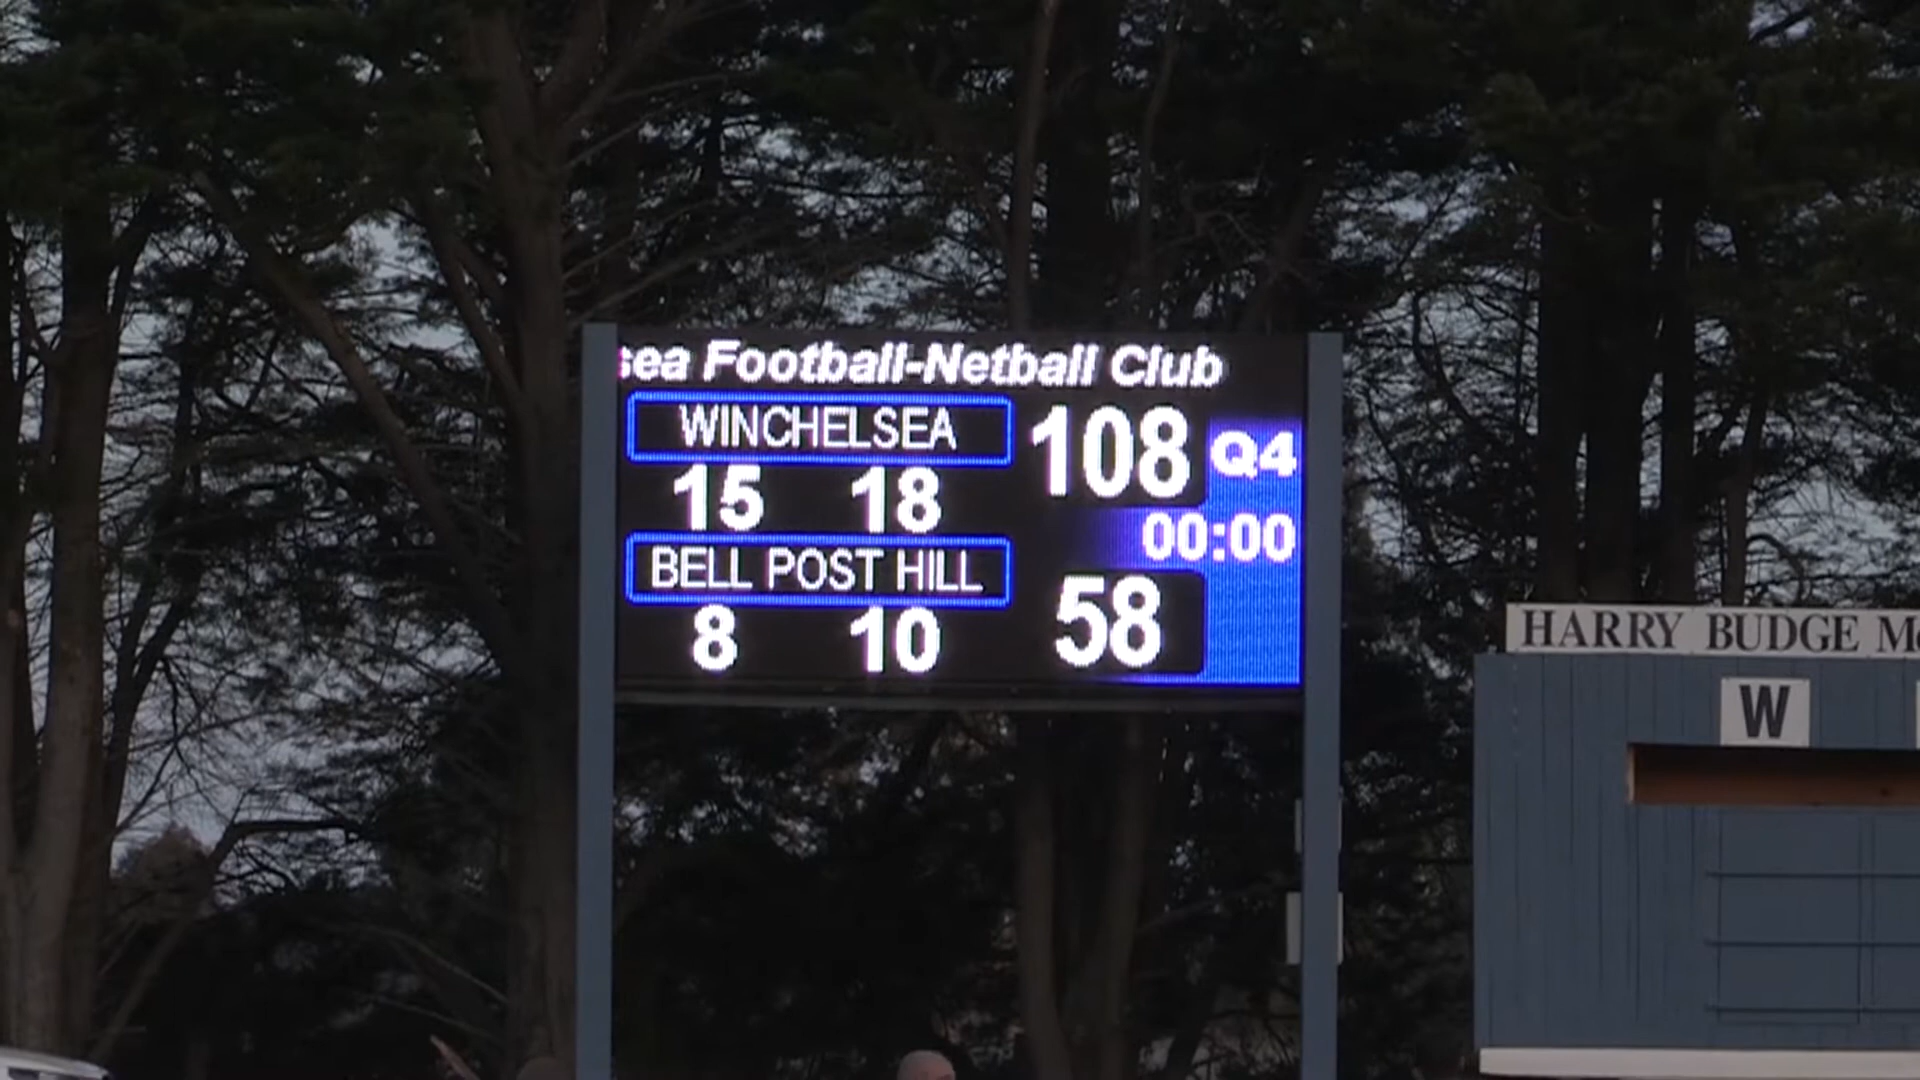 sea Football-Netball Club
WINCHELSEA 108 Q4
15 18
00:00
BELL POST HILL 58
8 10
HARRY BUDGE
W